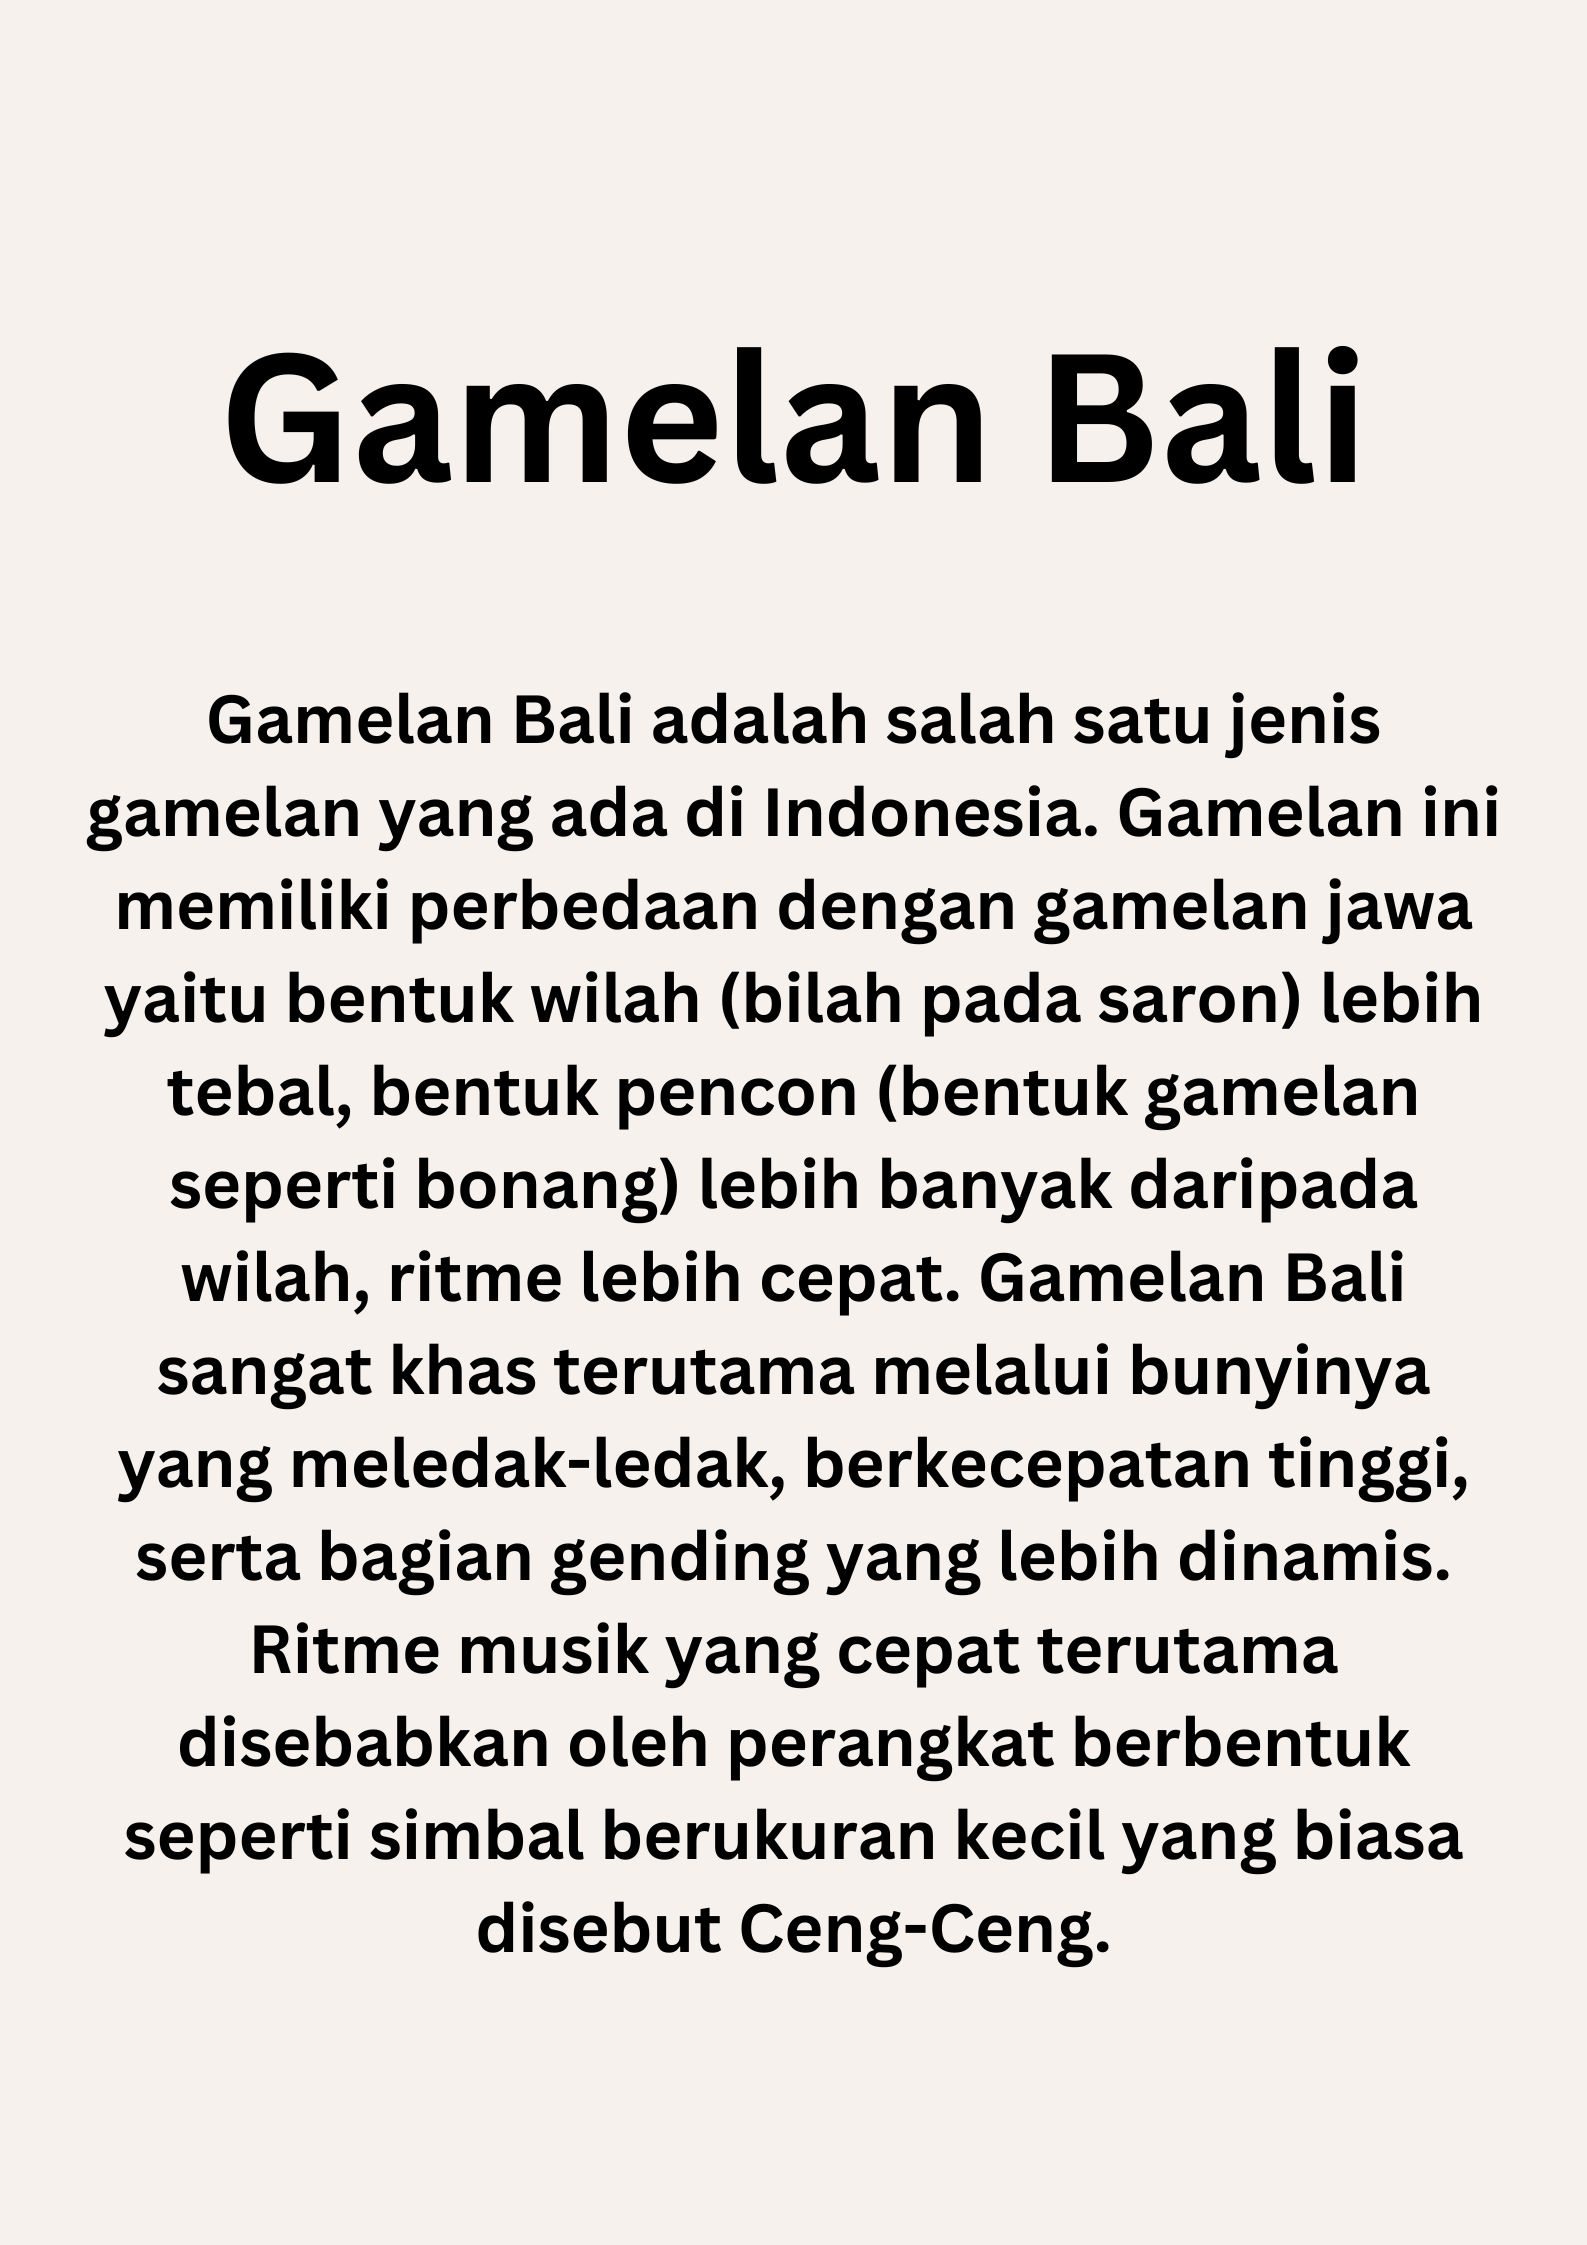 Gamelan Bali
Gamelan Bali adalah salah satu jenis
gamelan yang ada di Indonesia. Gamelan ini
memiliki perbedaan dengan gamelan jawa
yaitu bentuk wilah (bilah pada saron) lebih
tebal, bentuk pencon (bentuk gamelan
seperti bonang) lebih banyak daripada
wilah, ritme lebih cepat. Gamelan Bali
sangat khas terutama melalui bunyinya
yang meledak-ledak, berkecepatan tinggi,
serta bagian gending yang lebih dinamis.
Ritme musik yang cepat terutama
disebabkan oleh perangkat berbentuk
seperti simbal berukuran kecil yang biasa
disebut Ceng-Ceng.